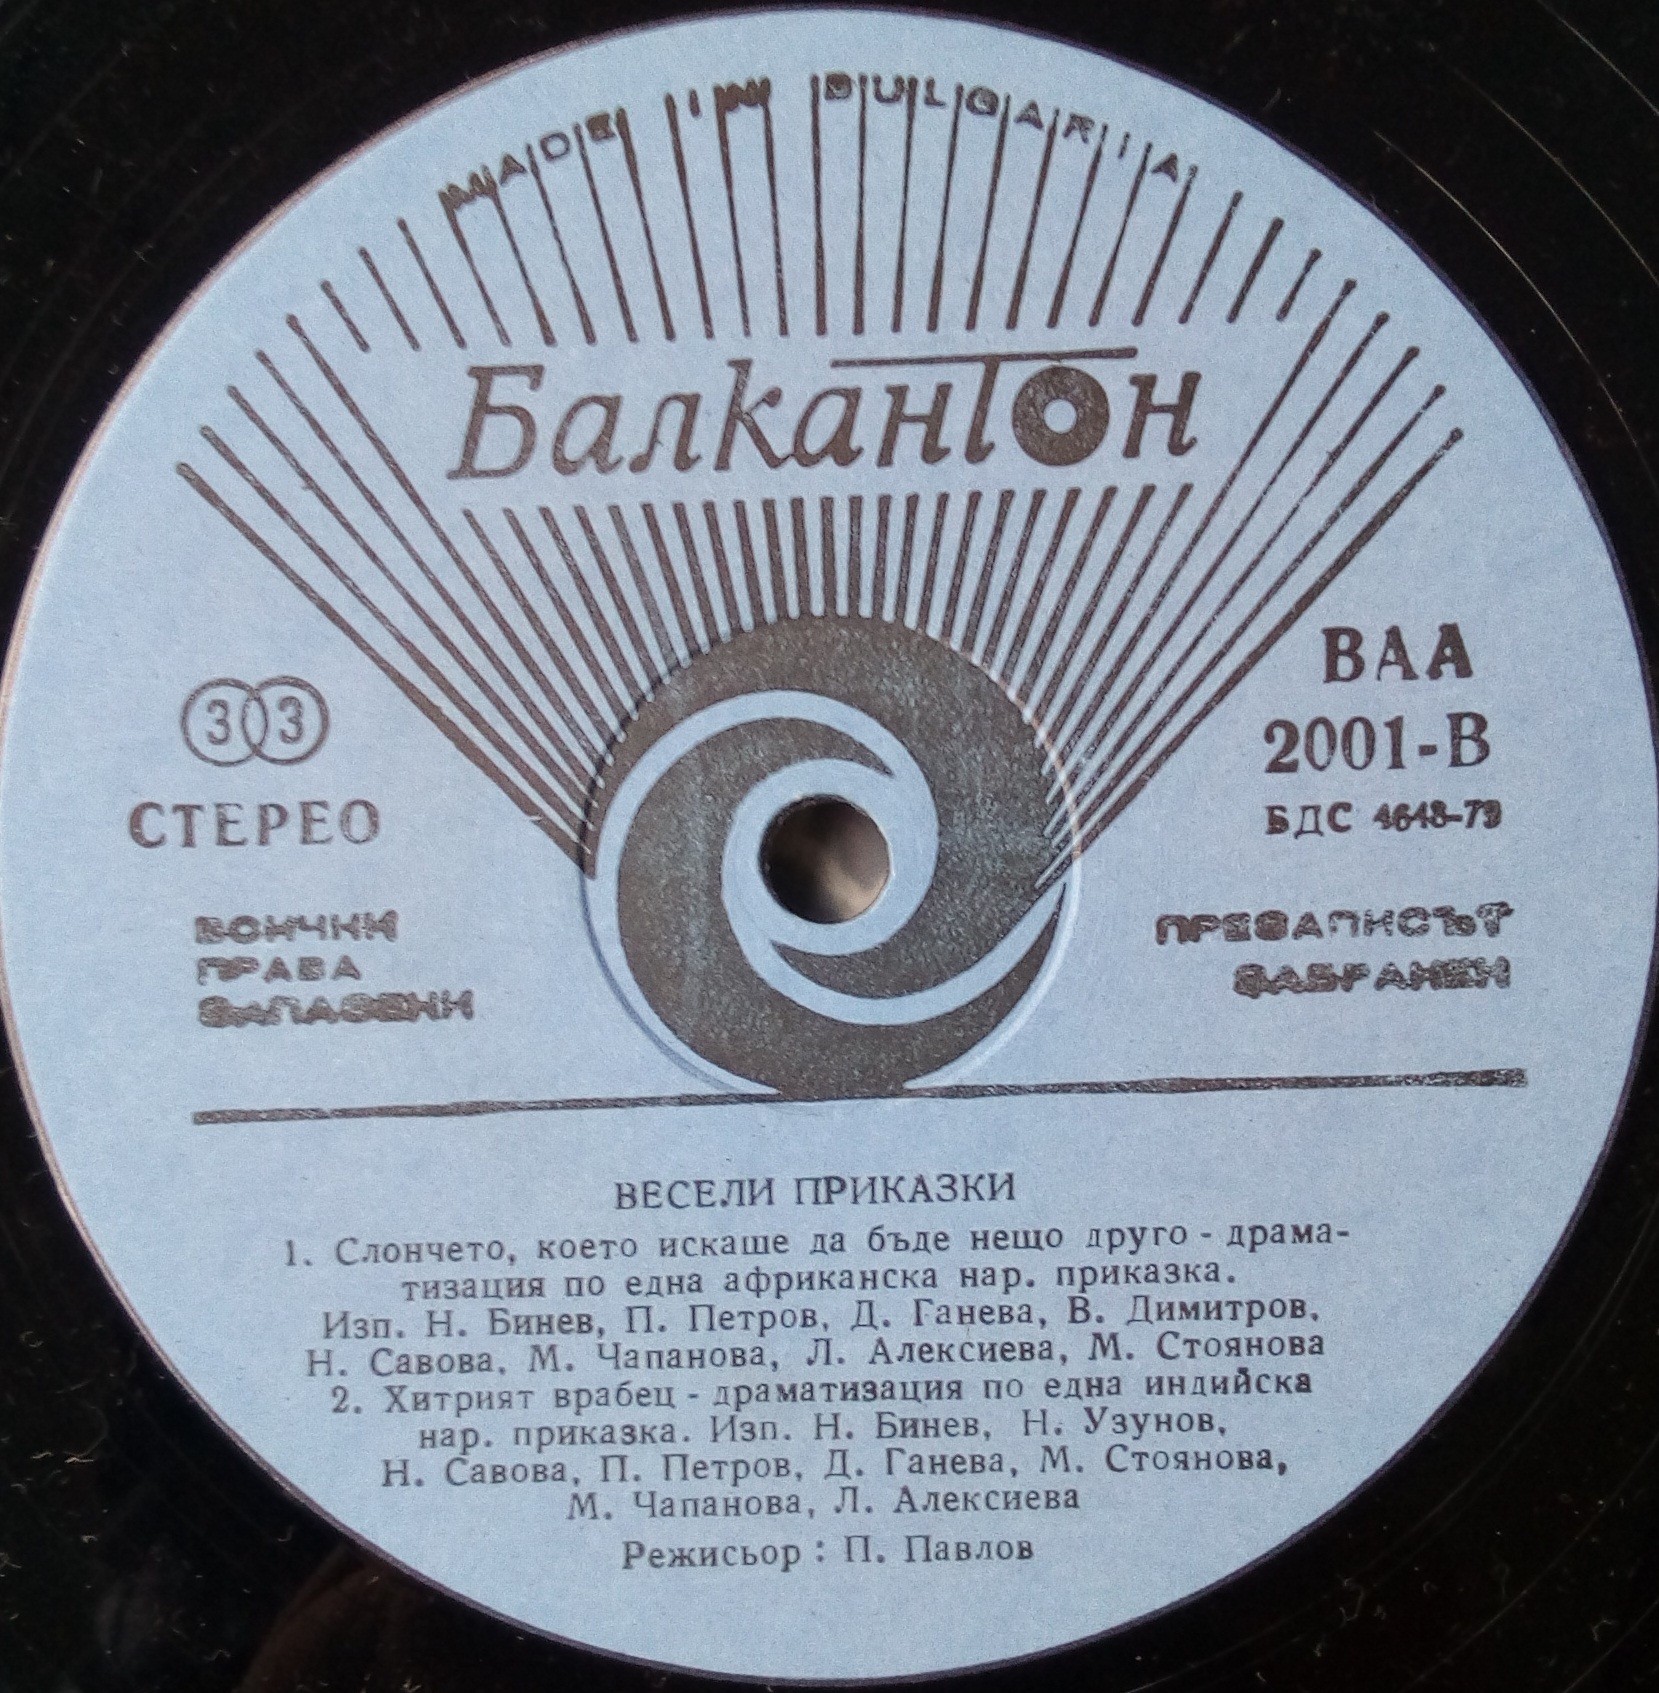 MADE IN BULGARIA
Балкантон
33
СТЕРЕО
ВСИЧКИ
ПРАВА
ЗАПАЗЕНИ
ВАА
2001-В
БДС 4643-79
ПРЕЗАПИСЪТ
ЗАБРАНЕН
ВЕСЕЛИ ПРИКАЗКИ
1. Слончето, което искаше да бъде нещо друго - драма-
тизация по една африканска нар. приказка.
Изп. Н. Бинев, П. Петров, Д. Ганева, В. Димитров,
Н. Савова, М. Чапанова, Л. Алексиева, М. Стоянова
2. Хитрият врабец - драматизация по една индийска
нар. приказка. Изп. Н. Бинев, Н. Узунов,
Н. Савова, П. Петров, Д. Ганева, М. Стоянова,
М. Чапанова, Л. Алексиева
Режисьор : П. Павлов